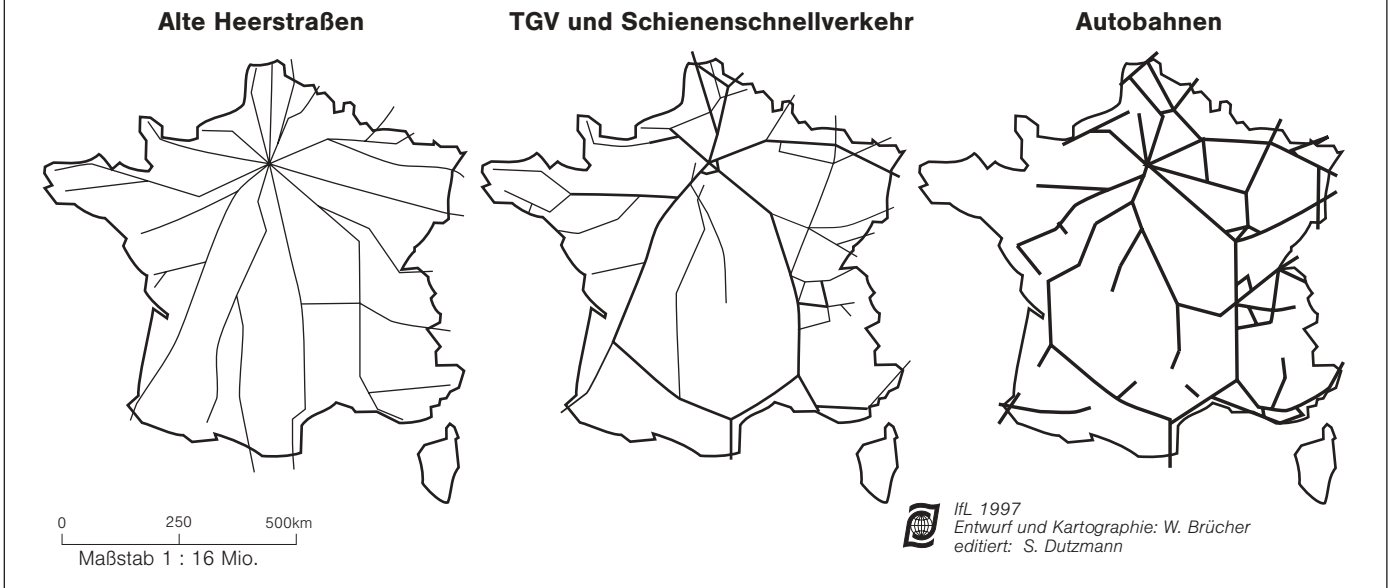 Alte Heerstraßen
TGV und Schienenschnellverkehr
Autobahnen
0 250 500km
Maßstab 1 : 16 Mio.
IfL 1997
Entwurf und Kartographie: W. Brücher
editiert: S. Dutzmann